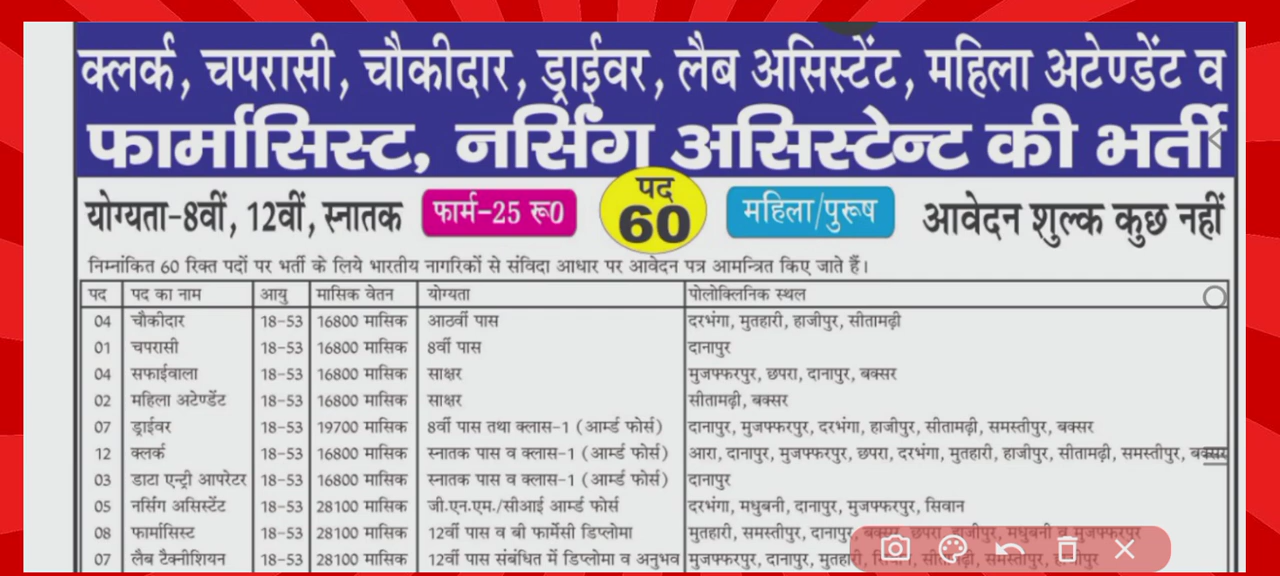 क्लर्क, चपरासी, चौकीदार, ड्राईवर, लैब असिस्टेंट, महिला अटेण्डेंट व
फार्मासिस्ट, नर्सिंग असिस्टेन्ट की भर्ती
योग्यता-8वीं, 12वीं, स्नातक फार्म-25 रू0 पद 60 महिला/पुरूष आवेदन शुल्क कुछ नहीं
निम्नांकित 60 रिक्त पदों पर भर्ती के लिये भारतीय नागरिकों से संविदा आधार पर आवेदन पत्र आमन्त्रित किए जाते हैं।
पद पद का नाम आयु मासिक वेतन योग्यता पोलोक्लिनिक स्थल
04 चौकीदार 18-53 16800 मासिक आठवीं पास दरभंगा, मुतहारी, हाजीपुर, सीतामढ़ी
01 चपरासी 18-53 16800 मासिक 8वीं पास दानापुर
04 सफाईवाला 18-53 16800 मासिक साक्षर मुजफ्फरपुर, छपरा, दानापुर, बक्सर
02 महिला अटेण्डेंट 18-53 16800 मासिक साक्षर सीतामढ़ी, बक्सर
07 ड्राईवर 18-53 19700 मासिक 8वीं पास तथा क्लास-1 (आर्म्ड फोर्स) दानापुर, मुजफ्फरपुर, दरभंगा, हाजीपुर, सीतामढ़ी, समस्तीपुर, बक्सर
12 क्लर्क 18-53 16800 मासिक स्नातक पास व क्लास-1 (आर्म्ड फोर्स) आरा, दानापुर, मुजफ्फरपुर, छपरा, दरभंगा, मुतहारी, हाजीपुर, सीतामढ़ी, समस्तीपुर, बक्सर
03 डाटा एन्ट्री आपरेटर 18-53 16800 मासिक स्नातक पास व क्लास-1 (आर्म्ड फोर्स) दानापुर
05 नर्सिंग असिस्टेंट 18-53 28100 मासिक जी.एन.एम./सीआई आर्म्ड फोर्स दरभंगा, मधुबनी, दानापुर, मुजफ्फरपुर, सिवान
08 फार्मासिस्ट 18-53 28100 मासिक 12वीं पास व बी फार्मेसी डिप्लोमा मुतहारी, समस्तीपुर, दानापुर, बक्सर, छपरा, हाजीपुर, मधुबनी व मुजफ्फरपुर
07 लैब टैक्नीशियन 18-53 28100 मासिक 12वीं पास संबंधित में डिप्लोमा व अनुभव मुजफ्फरपुर, दानापुर, मुतहारी